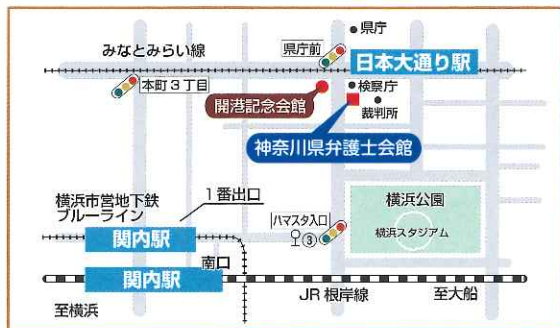 県庁
みなとみらい線
県庁前
日本大通り駅
本町3丁目
開港記念会館
検察庁
裁判所
神奈川県弁護士会館
横浜市営地下鉄
ブルーライン
1番出口
関内駅
ハマスタ入口
③
横浜公園
横浜スタジアム
関内駅
南口
至横浜
JR根岸線
至大船